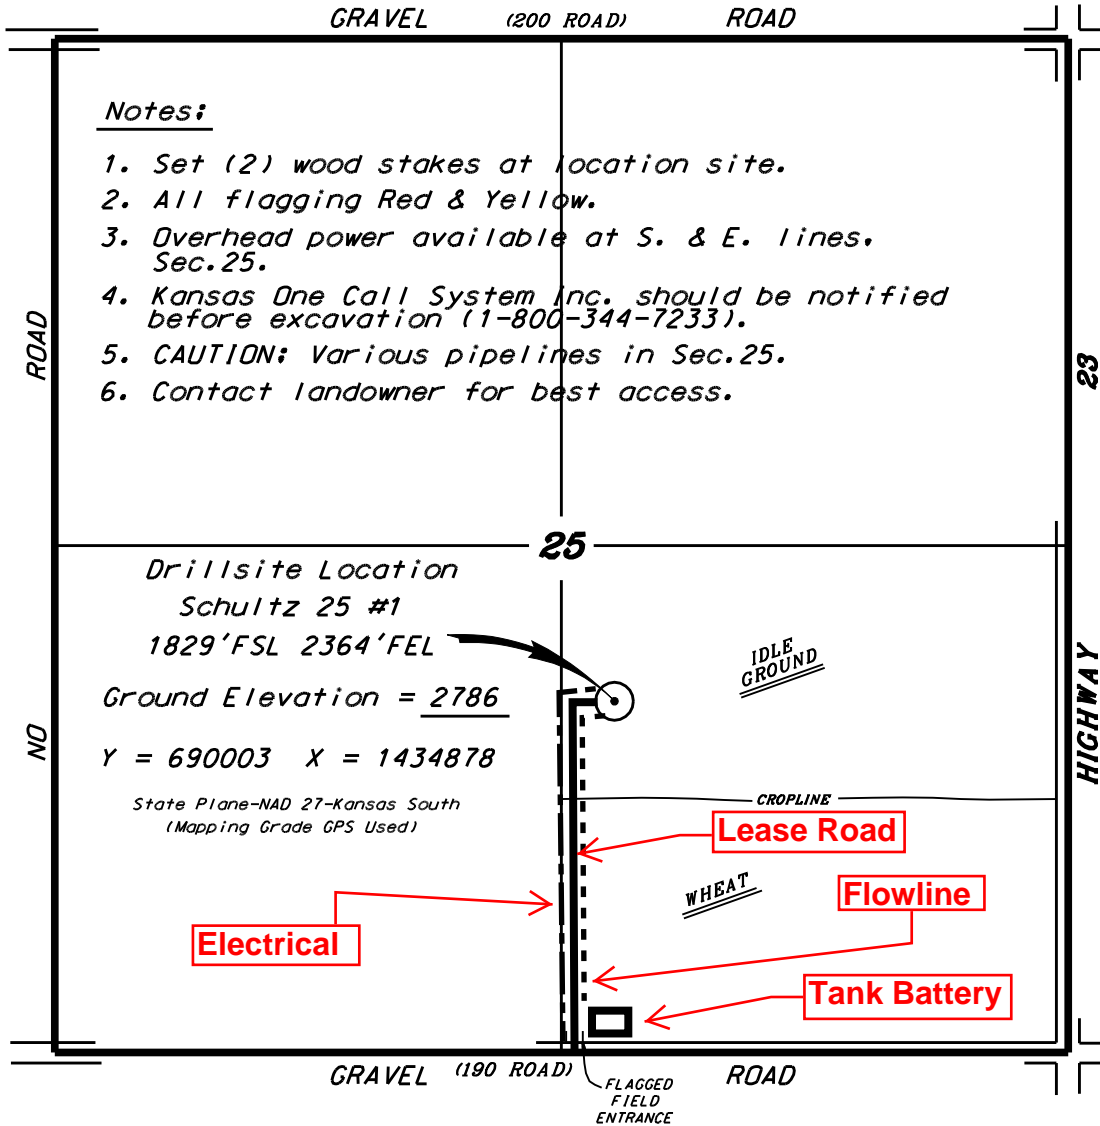 GRAVEL (200 ROAD) ROAD
Notes:
1. Set (2) wood stakes at location site.
2. All flagging Red & Yellow.
3. Overhead power available at S. & E. lines,
Sec.25.
4. Kansas One Call System Inc. should be notified
before excavation (1-800-344-7233).
5. CAUTION: Various pipelines in Sec.25.
6. Contact landowner for best access.
NO ROAD
HIGHWAY 23
25
Drillsite Location
Schultz 25 #1
1829'FSL 2364'FEL
Ground Elevation = 2786
Y = 690003 X = 1434878
State Plane-NAD 27-Kansas South
(Mapping Grade GPS Used)
IDLE
GROUND
CROPLINE
Lease Road
WHEAT
Flowline
Electrical
Tank Battery
GRAVEL (190 ROAD) ROAD
FLAGGED
FIELD
ENTRANCE